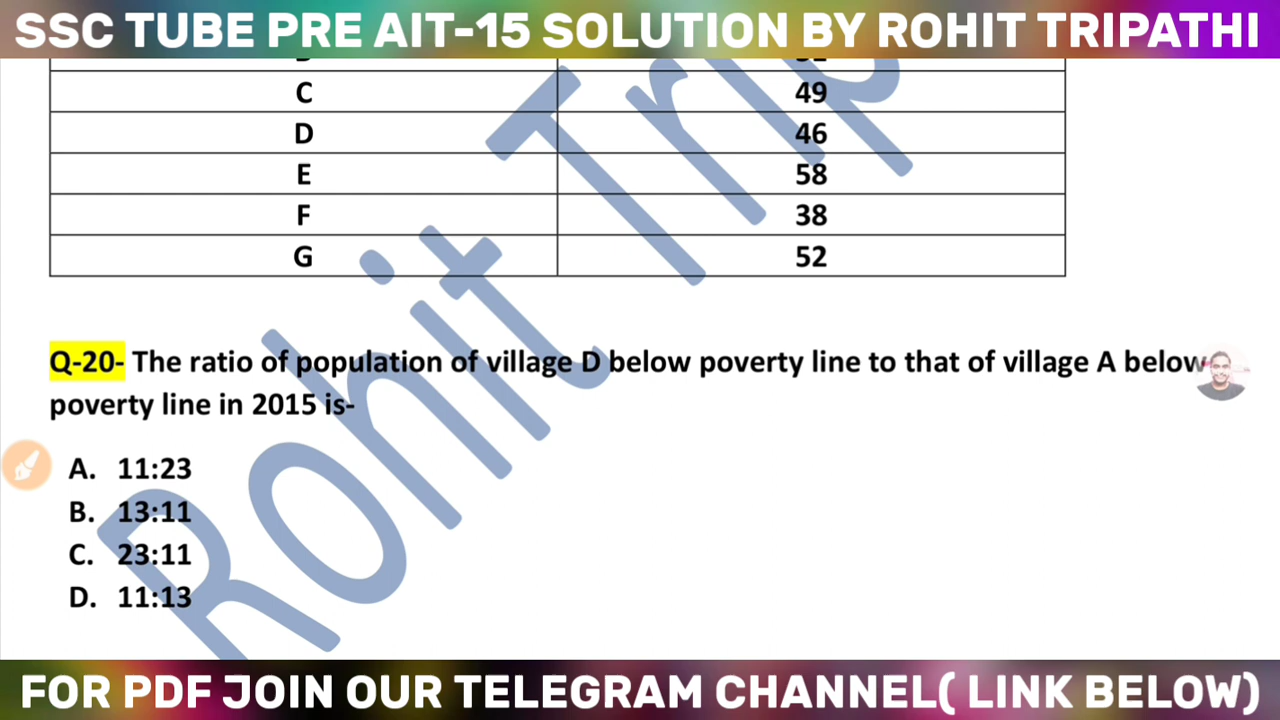 SSC TUBE PRE AIT-15 SOLUTION BY ROHIT TRIPATHI
C 49
D 46
E 58
F 38
G 52
Q-20- The ratio of population of village D below poverty line to that of village A below
poverty line in 2015 is-
A. 11:23
B. 13:11
C. 23:11
D. 11:13
Rohit Trip
FOR PDF JOIN OUR TELEGRAM CHANNEL( LINK BELOW)